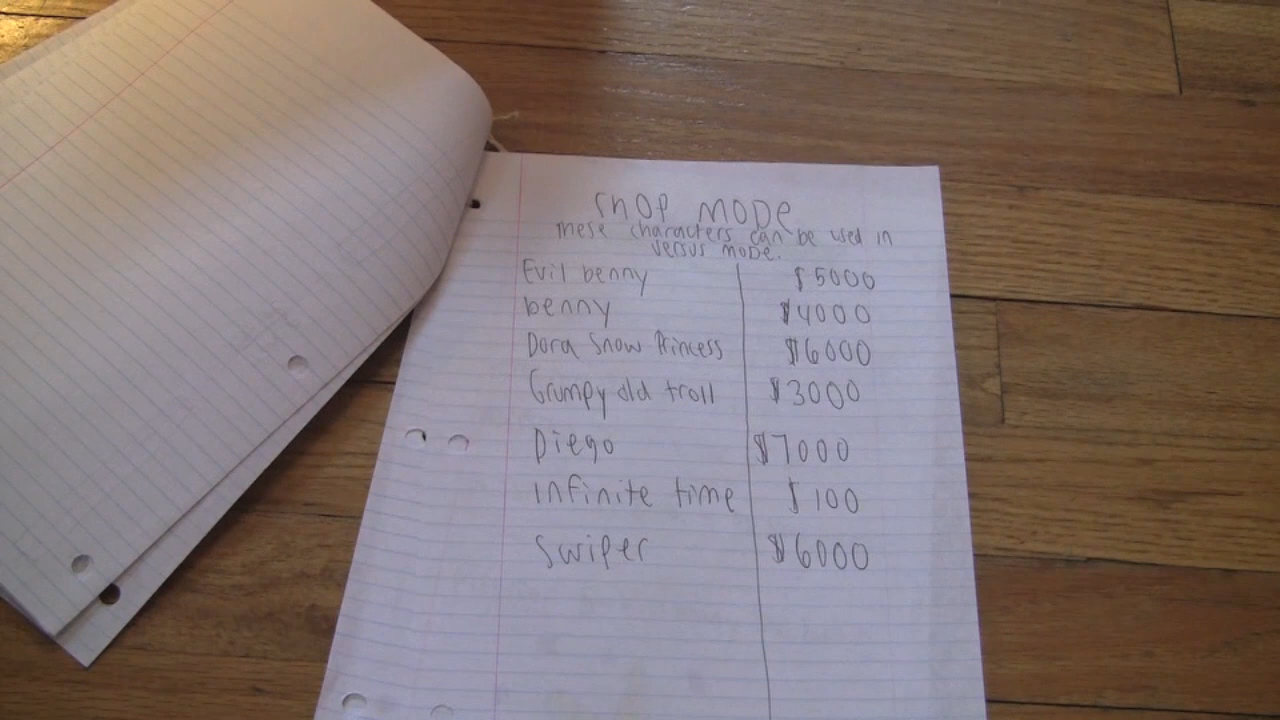 SHOP MODE
These characters can be used in
versus mode.
Evil benny $5000
benny $4000
Dora Snow Princess $6000
Grumpy old troll $3000
Diego $7000
infinite time $100
Swiper $6000